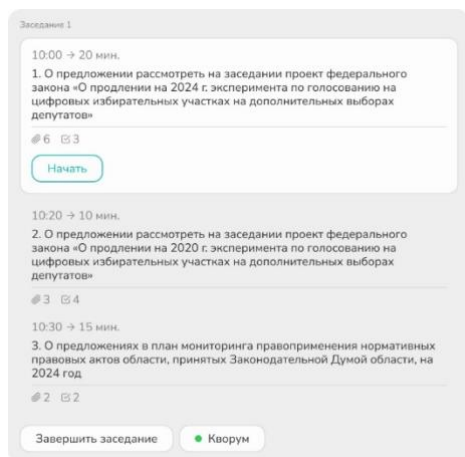 Заседание 1
10:00 → 20 мин.
1. О предложении рассмотреть на заседании проект федерального
закона «О продлении на 2024 г. эксперимента по голосованию на
цифровых избирательных участках на дополнительных выборах
депутатов»
6 3
Начать
10:20 → 10 мин.
2. О предложении рассмотреть на заседании проект федерального
закона «О продлении на 2020 г. эксперимента по голосованию на
цифровых избирательных участках на дополнительных выборах
депутатов»
3 4
10:30 → 15 мин.
3. О предложениях в план мониторинга правоприменения нормативных
правовых актов области, принятых Законодательной Думой области, на
2024 год
2 2
Завершить заседание Кворум